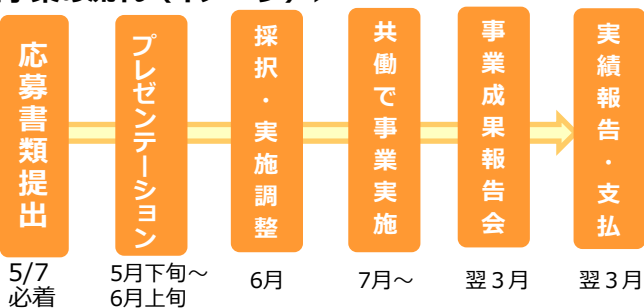 応募書類提出
プレゼンテーション
採択・実施調整
共働で事業実施
事業成果報告会
実績報告・支払
5/7
必着
5月下旬～
6月上旬
6月
7月～
翌３月
翌３月